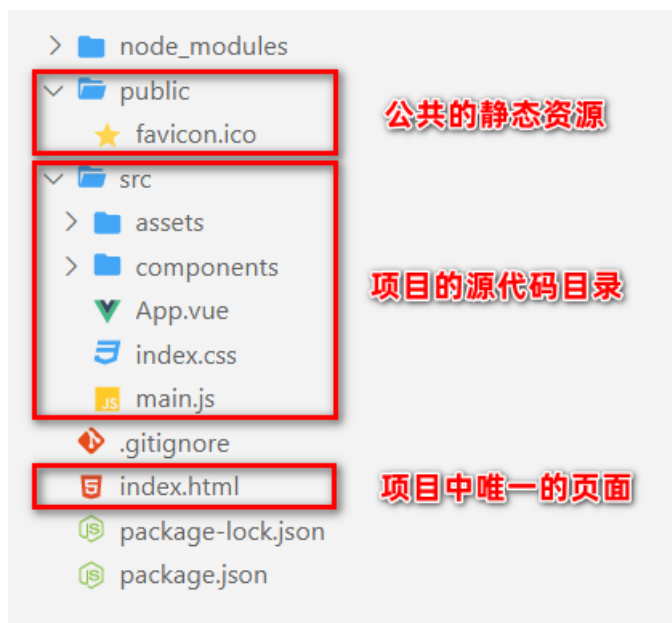 node_modules
public
公共的静态资源
favicon.ico
src
assets
components
项目的源代码目录
App.vue
index.css
main.js
.gitignore
index.html
项目中唯一的页面
package-lock.json
package.json